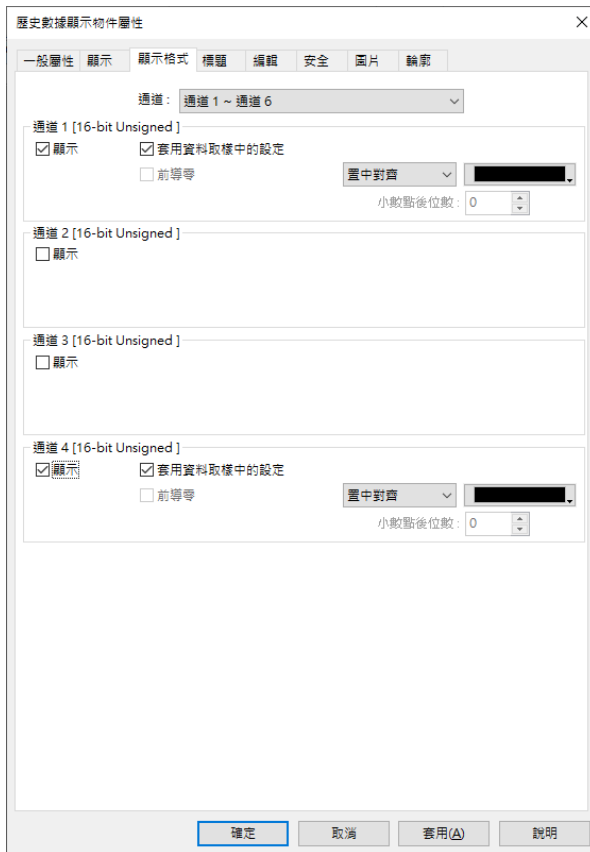 歷史數據顯示物件屬性
一般屬性 顯示 顯示格式 標題 編輯 安全 圖片 輪廓
通道 : 通道 1 ~ 通道 6
通道 1 [16-bit Unsigned ]
顯示 套用資料取樣中的設定
前導零 置中對齊
小數點後位數 : 0
通道 2 [16-bit Unsigned ]
顯示
通道 3 [16-bit Unsigned ]
顯示
通道 4 [16-bit Unsigned ]
顯示 套用資料取樣中的設定
前導零 置中對齊
小數點後位數 : 0
確定 取消 套用(A) 說明